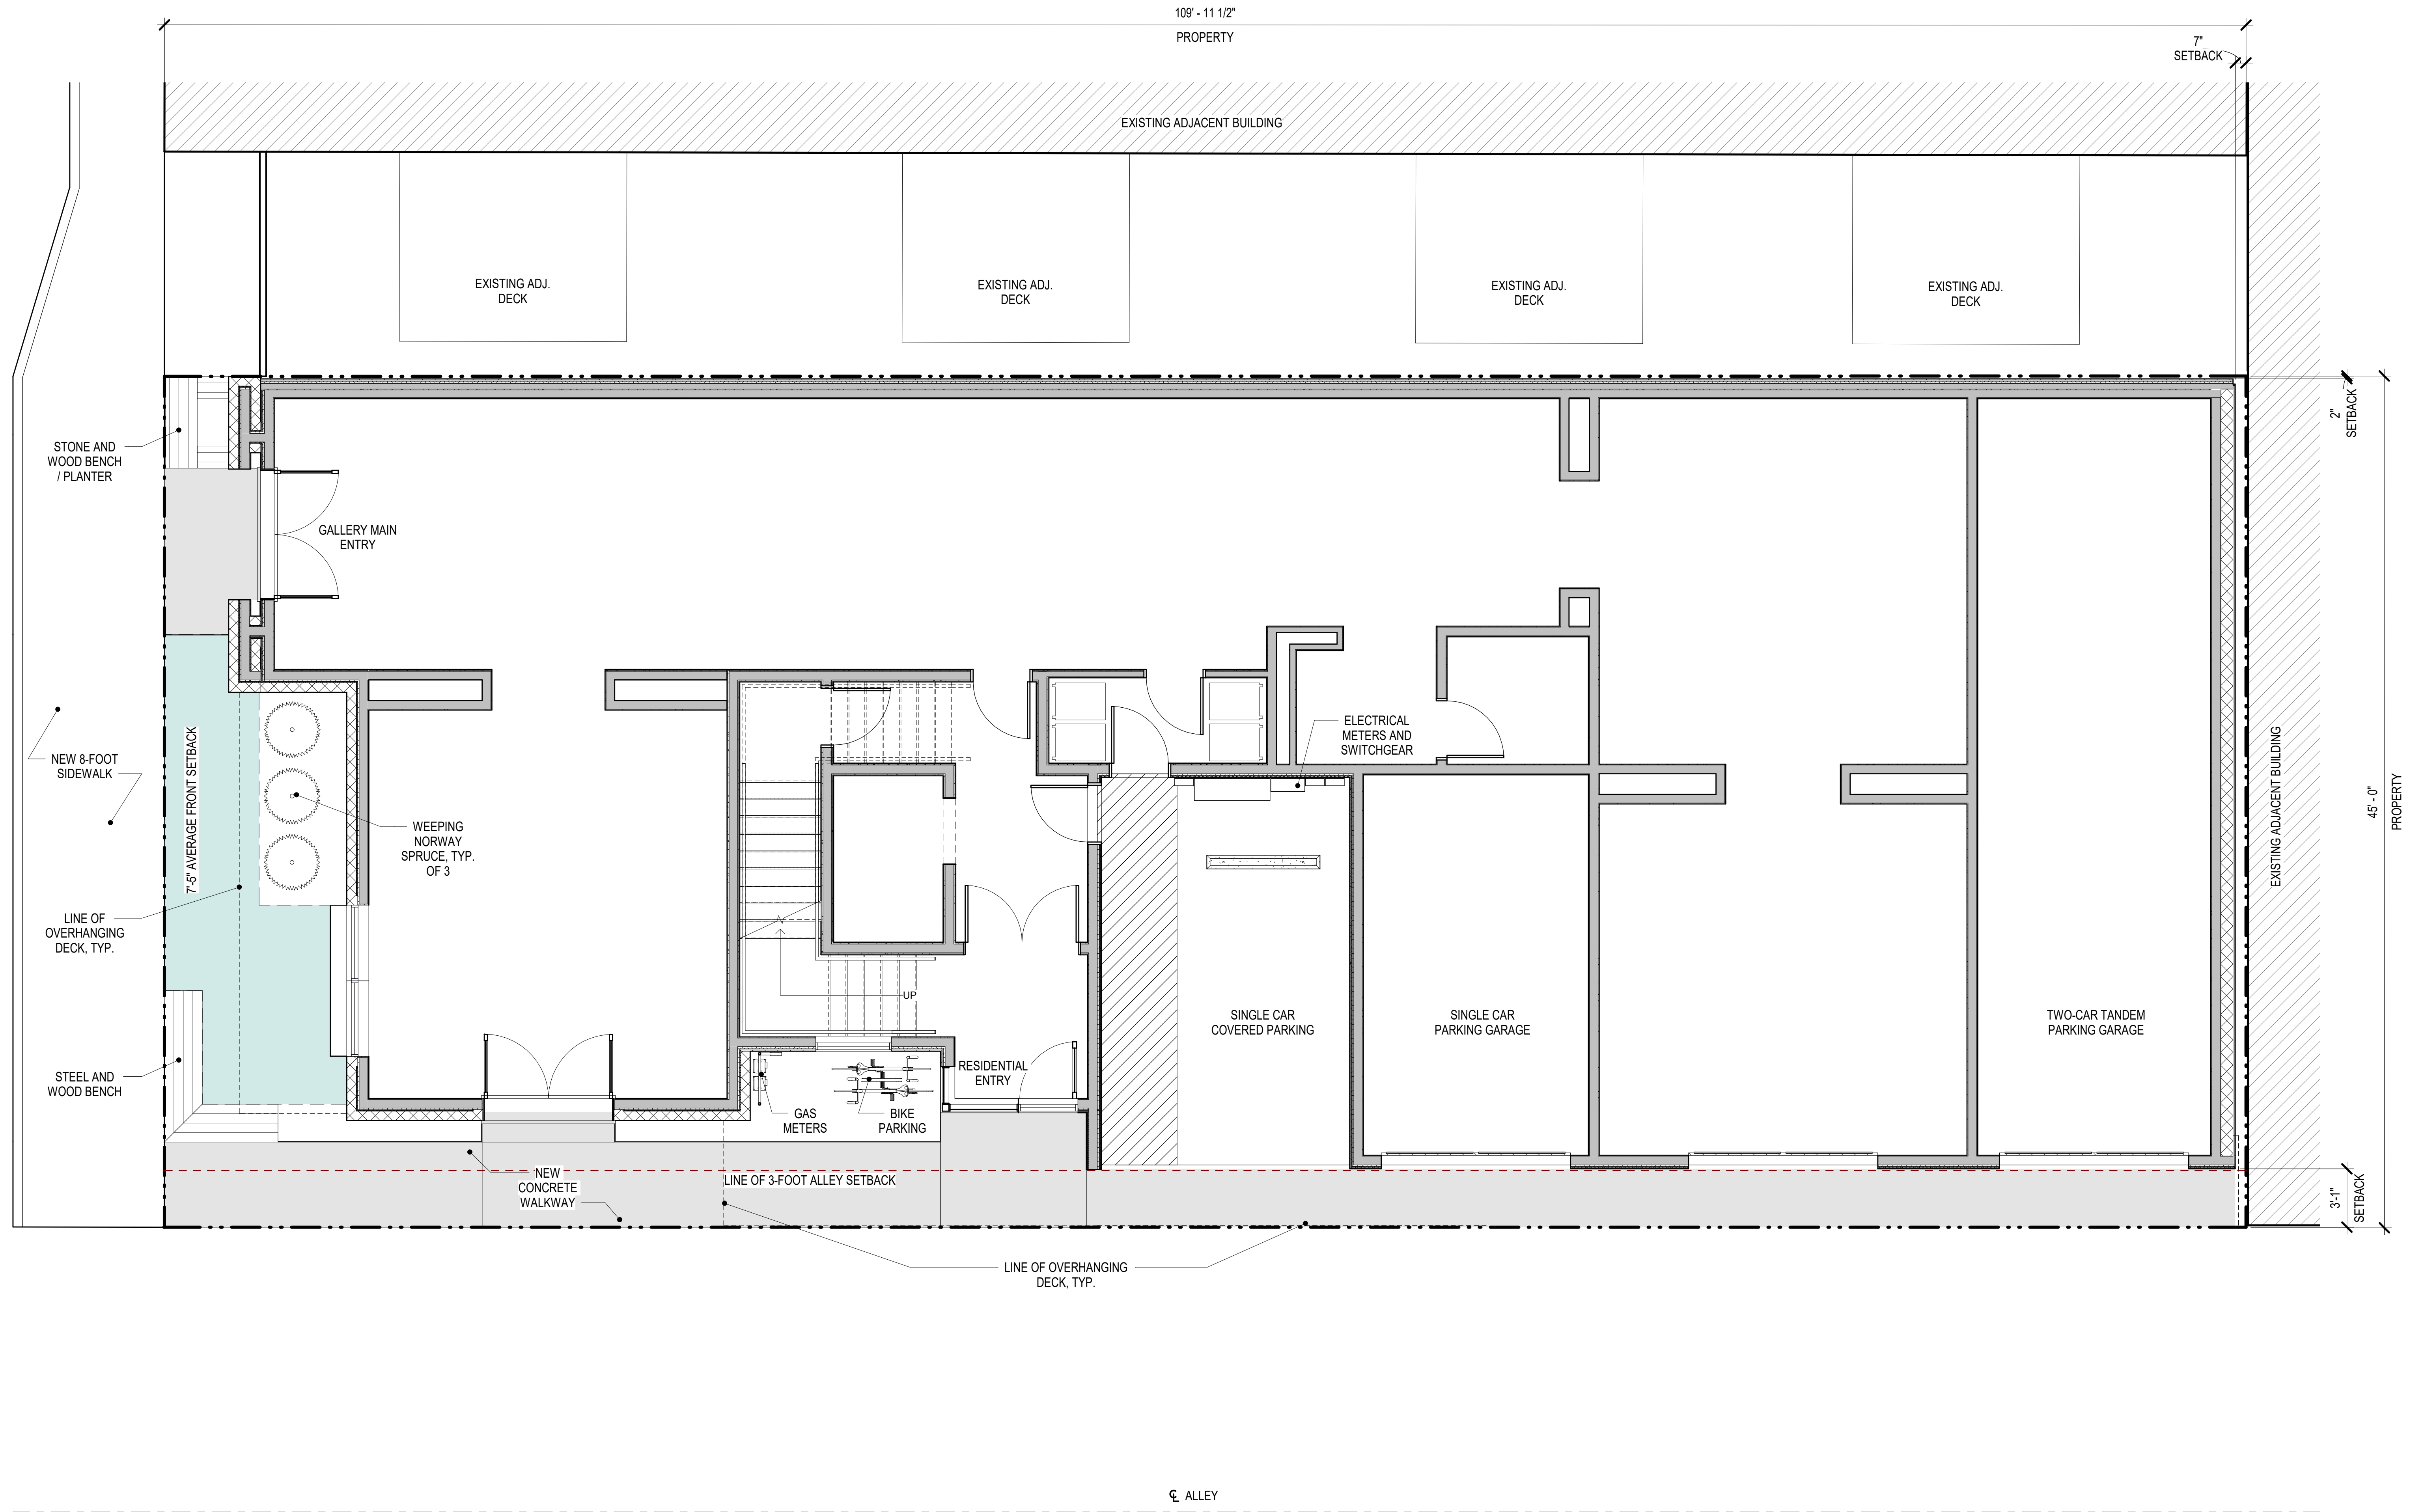 109' - 11 1/2"
PROPERTY
7"
SETBACK
EXISTING ADJACENT BUILDING
EXISTING ADJ.
DECK
EXISTING ADJ.
DECK
EXISTING ADJ.
DECK
EXISTING ADJ.
DECK
2"
SETBACK
STONE AND
WOOD BENCH
/ PLANTER
GALLERY MAIN
ENTRY
ELECTRICAL
METERS AND
SWITCHGEAR
NEW 8-FOOT
SIDEWALK
7'-5" AVERAGE FRONT SETBACK
WEEPING
NORWAY
SPRUCE, TYP.
OF 3
EXISTING ADJACENT BUILDING
45' - 0"
PROPERTY
LINE OF
OVERHANGING
DECK, TYP.
UP
SINGLE CAR
COVERED PARKING
SINGLE CAR
PARKING GARAGE
TWO-CAR TANDEM
PARKING GARAGE
STEEL AND
WOOD BENCH
RESIDENTIAL
ENTRY
GAS
METERS
BIKE
PARKING
NEW
CONCRETE
WALKWAY
LINE OF 3-FOOT ALLEY SETBACK
3'-1"
SETBACK
LINE OF OVERHANGING
DECK, TYP.
℄ ALLEY